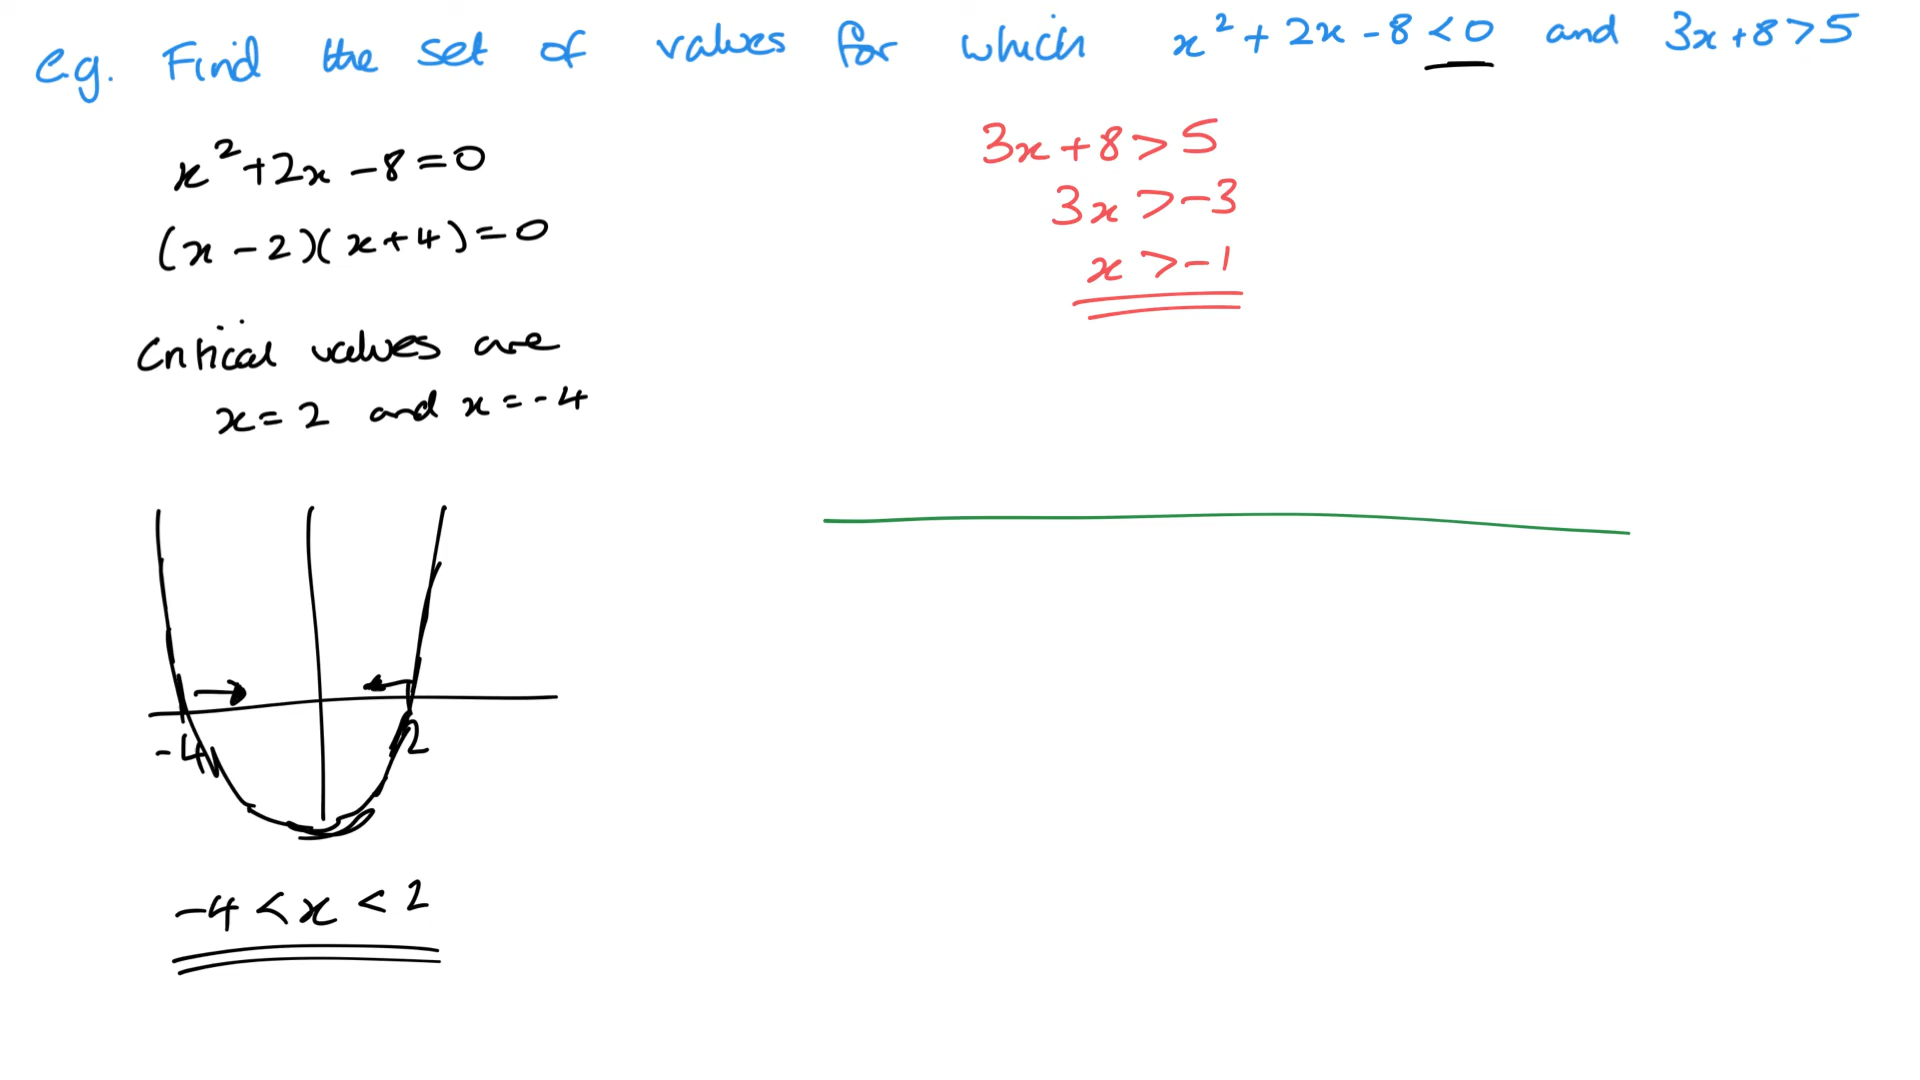 e.g. Find the set of values for which x² + 2x - 8 < 0 and 3x + 8 > 5
x² + 2x - 8 = 0
(x - 2)(x + 4) = 0
Critical values are
x = 2 and x = -4
3x + 8 > 5
3x > -3
x > -1
-4 2
-4 < x < 2